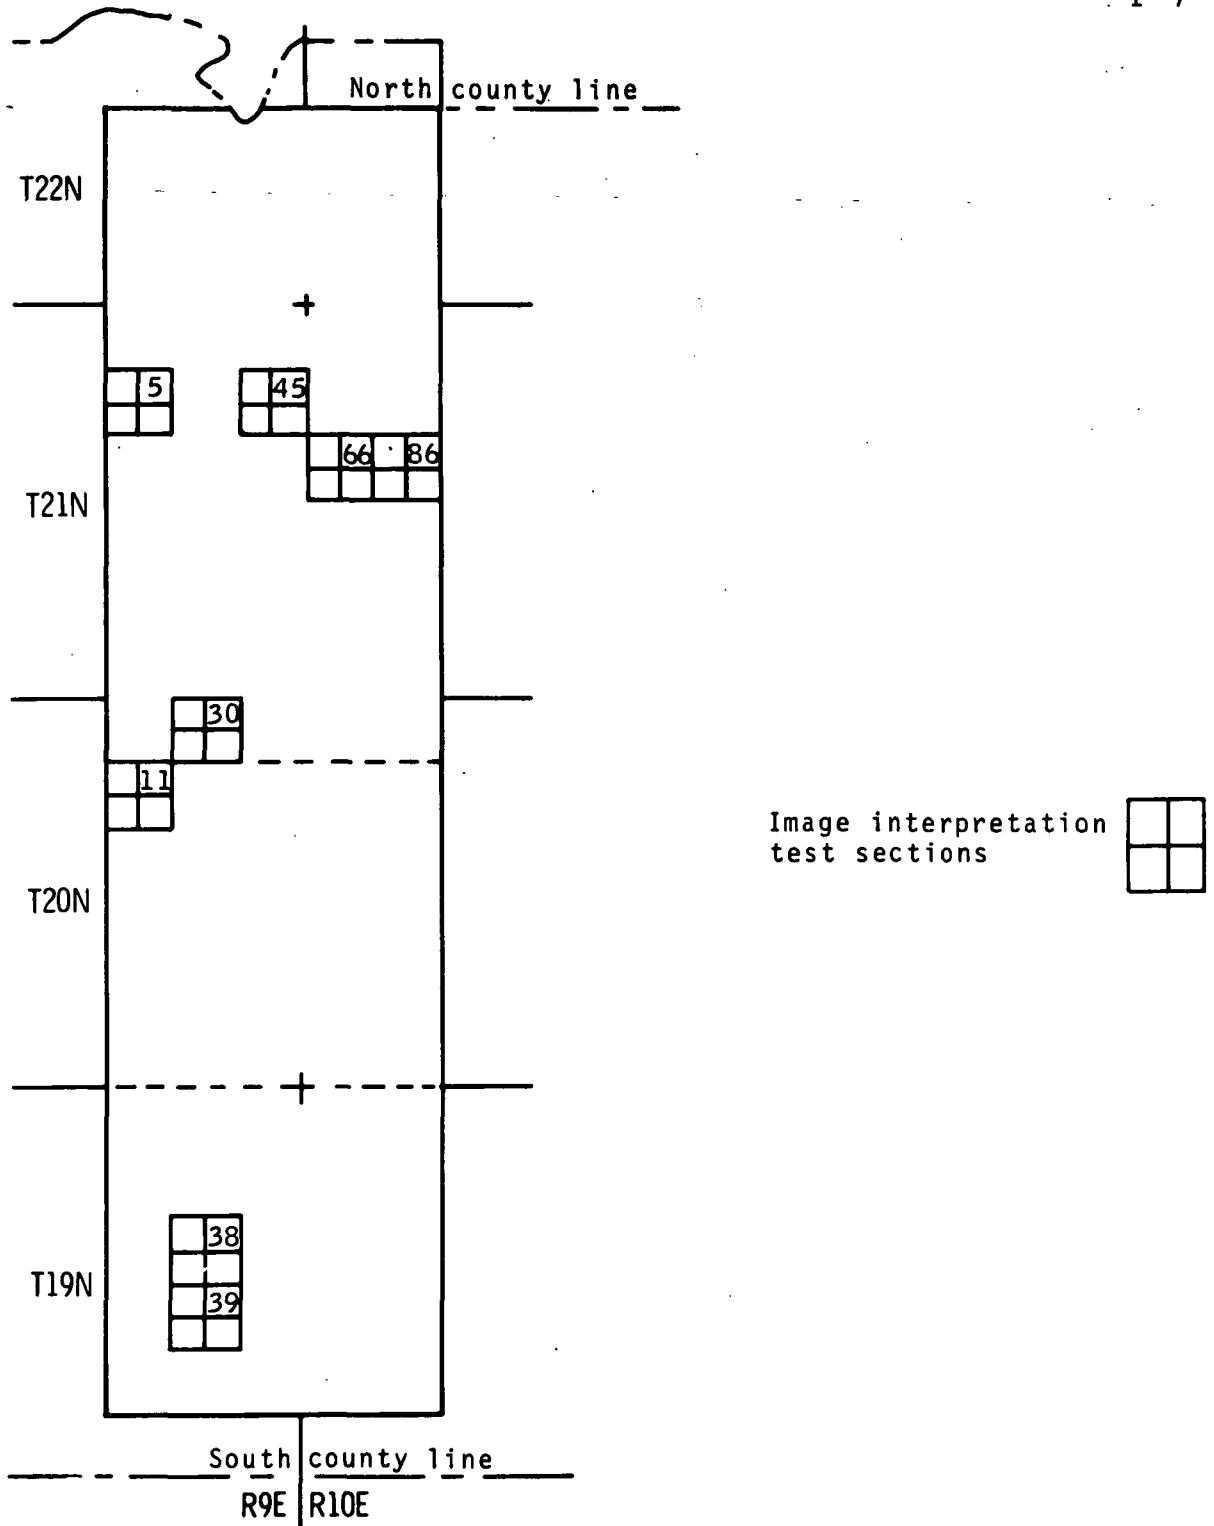 North county line
T22N
5
45
66
86
T21N
30
11
Image interpretation
test sections
T20N
38
T19N
39
South county line
R9E R10E